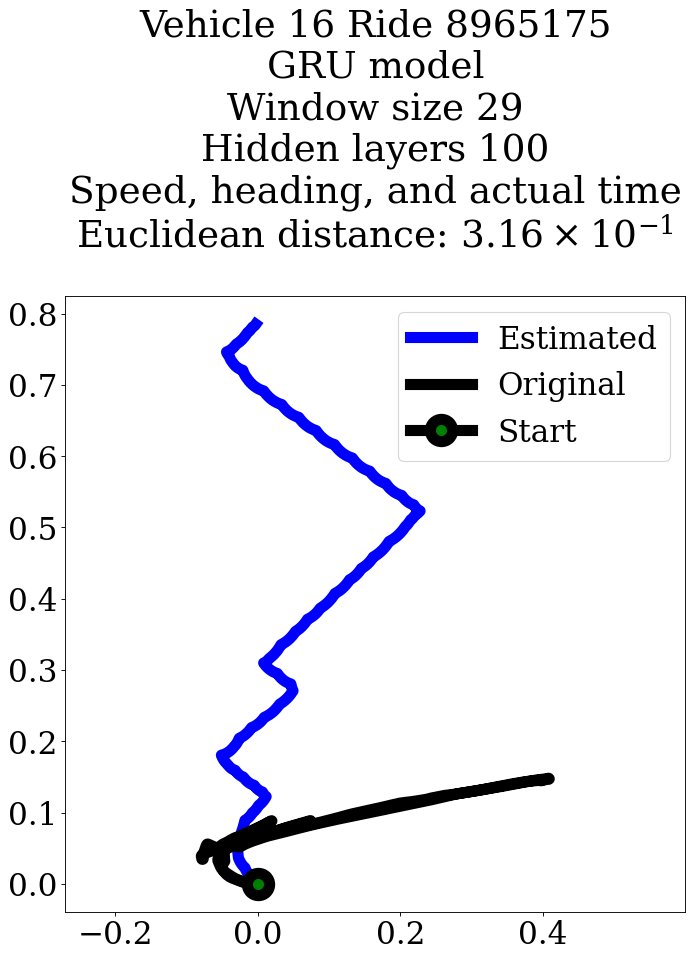 Vehicle 16 Ride 8965175
GRU model
Window size 29
Hidden layers 100
Speed, heading, and actual time
Euclidean distance: 3.16 × 10⁻¹
Estimated
Original
Start
0.8
0.7
0.6
0.5
0.4
0.3
0.2
0.1
0.0
−0.2 0.0 0.2 0.4